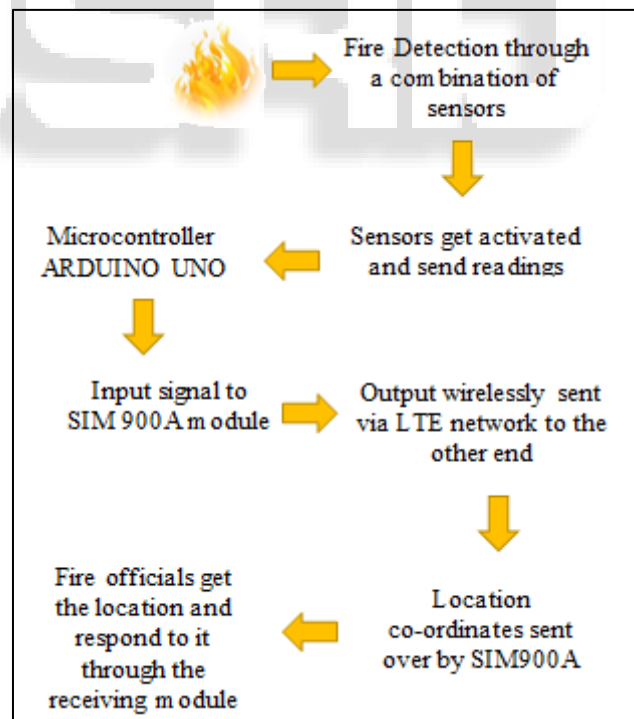 Fire Detection through
a combination of
sensors
Sensors get activated
and send readings
Microcontroller
ARDUINO UNO
Input signal to
SIM900A module
Output wirelessly sent
via LTE network to the
other end
Location
co-ordinates sent
over by SIM900A
Fire officials get
the location and
respond to it
through the
receiving module